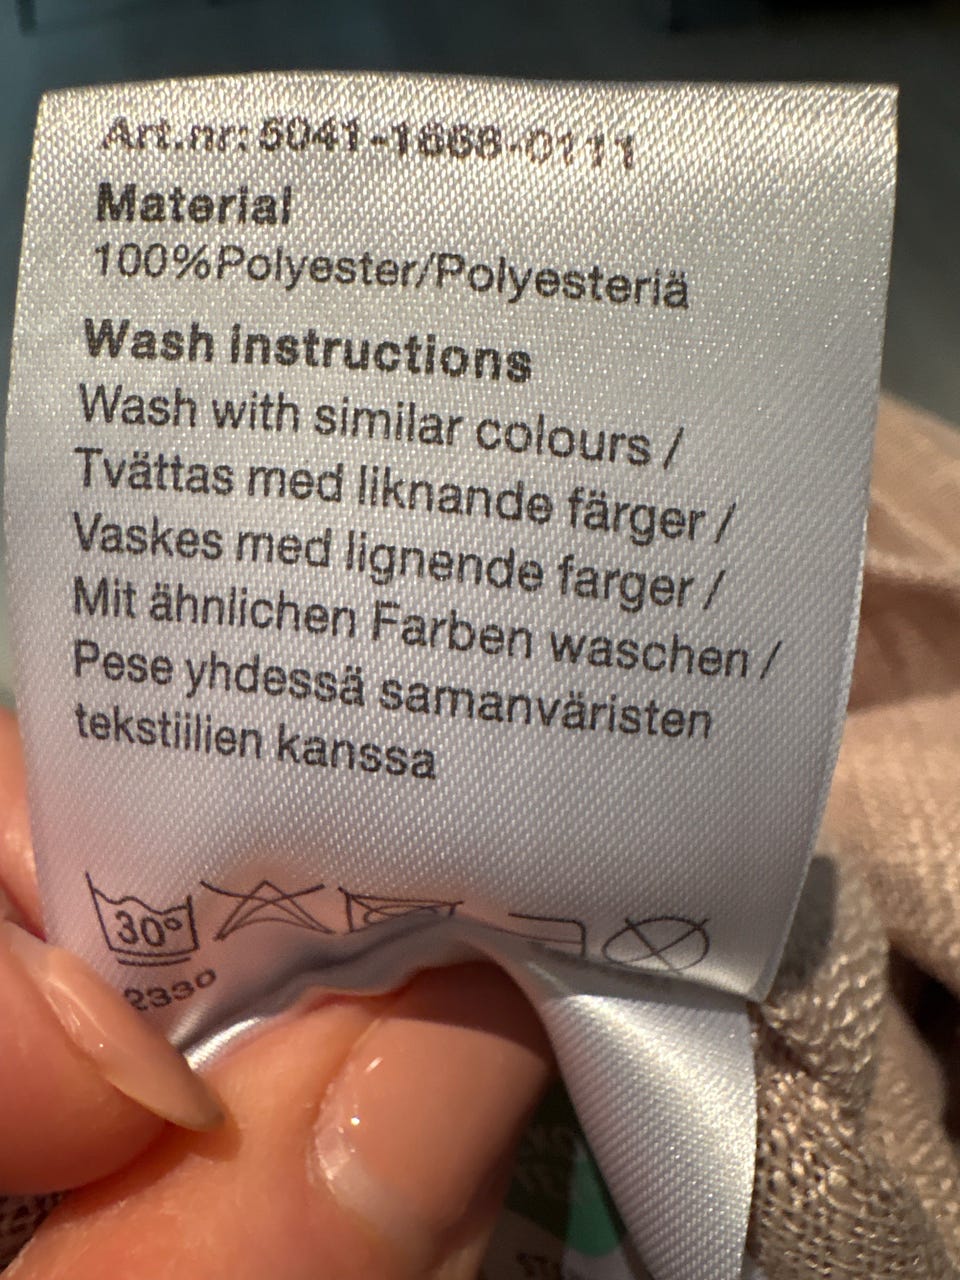 Art.nr: 5041-1668-0111
Material
100%Polyester/Polyesteriä
Wash instructions
Wash with similar colours /
Tvättas med liknande färger /
Vaskes med lignende farger /
Mit ähnlichen Farben waschen /
Pese yhdessä samanväristen
tekstiilien kanssa
30°
2330